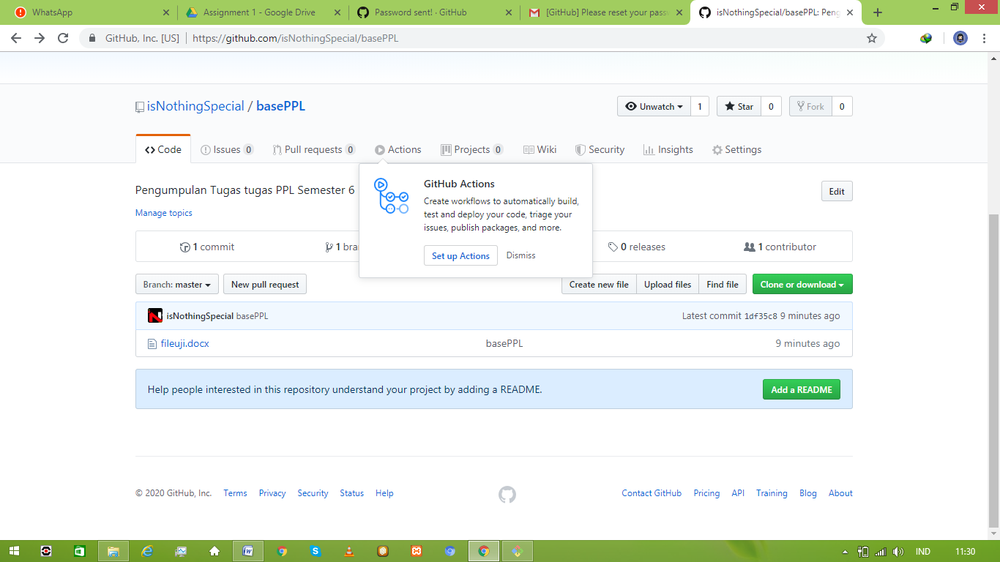 WhatsApp
Assignment 1 - Google Drive
Password sent! · GitHub
[GitHub] Please reset your passw
isNothingSpecial/basePPL: Peng
GitHub, Inc. [US] https://github.com/isNothingSpecial/basePPL
isNothingSpecial / basePPL
Unwatch 1
Star 0
Fork 0
Code
Issues 0
Pull requests 0
Actions
Projects 0
Wiki
Security
Insights
Settings
Pengumpulan Tugas tugas PPL Semester 6
Edit
Manage topics
GitHub Actions
Create workflows to automatically build,
test and deploy your code, triage your
issues, publish packages, and more.
Set up Actions
Dismiss
1 commit
1 bran
0 releases
1 contributor
Branch: master
New pull request
Create new file
Upload files
Find file
Clone or download
isNothingSpecial basePPL
Latest commit 1df35c8 9 minutes ago
fileuji.docx
basePPL
9 minutes ago
Help people interested in this repository understand your project by adding a README.
Add a README
© 2020 GitHub, Inc.
Terms
Privacy
Security
Status
Help
Contact GitHub
Pricing
API
Training
Blog
About
IND
11:30